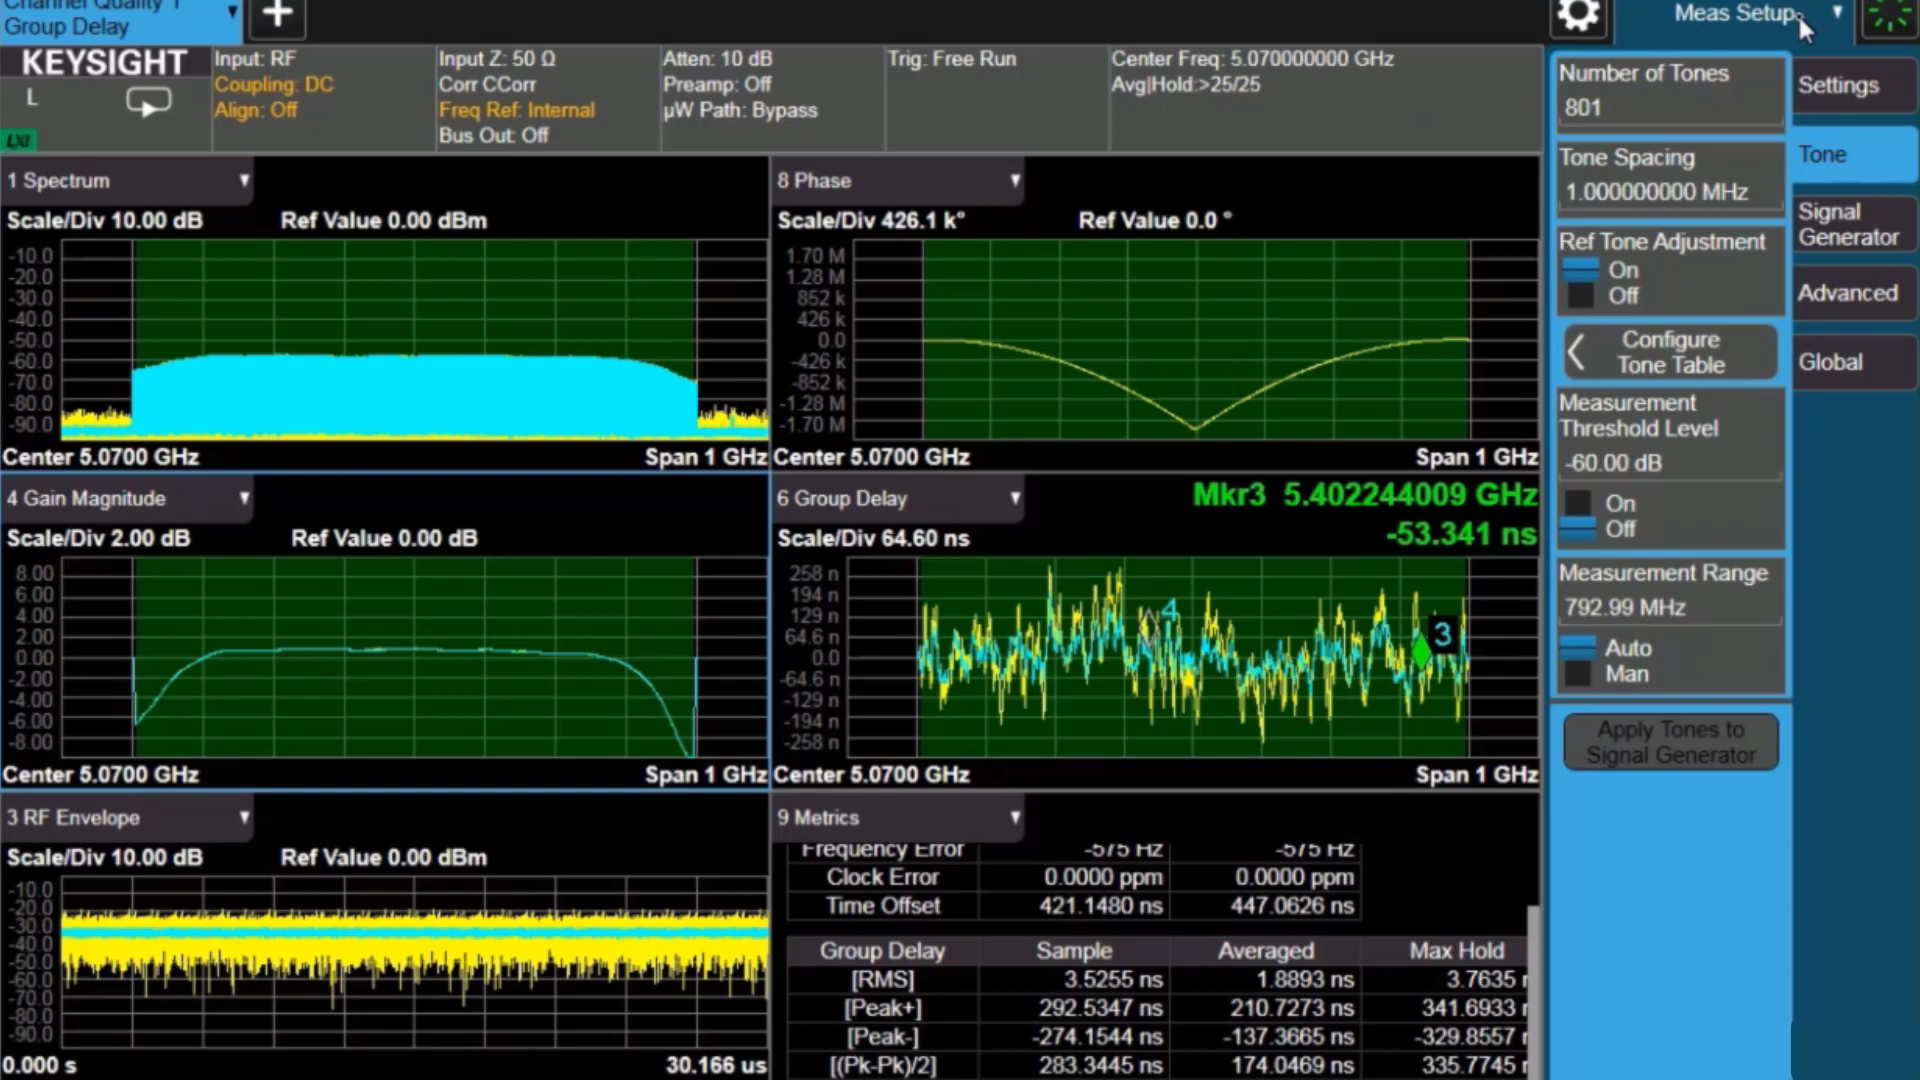 Channel Quality 1
Group Delay
+
Meas Setup
KEYSIGHT
L
LXI
Input: RF
Coupling: DC
Align: Off
Input Z: 50 Ω
Corr CCorr
Freq Ref: Internal
Bus Out: Off
Atten: 10 dB
Preamp: Off
µW Path: Bypass
Trig: Free Run
Center Freq: 5.070000000 GHz
Avg|Hold:>25/25
1 Spectrum
Scale/Div 10.00 dB
Ref Value 0.00 dBm
-10.0
-20.0
-30.0
-40.0
-50.0
-60.0
-70.0
-80.0
-90.0
Center 5.0700 GHz
Span 1 GHz
8 Phase
Scale/Div 426.1 k°
Ref Value 0.0 °
1.70 M
1.28 M
852 k
426 k
0.0
-426 k
-852 k
-1.28 M
-1.70 M
Center 5.0700 GHz
Span 1 GHz
4 Gain Magnitude
Scale/Div 2.00 dB
Ref Value 0.00 dB
8.00
6.00
4.00
2.00
0.00
-2.00
-4.00
-6.00
-8.00
Center 5.0700 GHz
Span 1 GHz
6 Group Delay
Mkr3 5.402244009 GHz
-53.341 ns
Scale/Div 64.60 ns
258 n
194 n
129 n
64.6 n
0.0
-64.6 n
-129 n
-194 n
-258 n
4
3
Center 5.0700 GHz
Span 1 GHz
3 RF Envelope
Scale/Div 10.00 dB
Ref Value 0.00 dBm
-10.0
-20.0
-30.0
-40.0
-50.0
-60.0
-70.0
-80.0
-90.0
0.000 s
30.166 us
9 Metrics
Frequency Error -575 Hz -575 Hz
Clock Error 0.0000 ppm 0.0000 ppm
Time Offset 421.1480 ns 447.0626 ns
Group Delay Sample Averaged Max Hold
[RMS] 3.5255 ns 1.8893 ns 3.7635
[Peak+] 292.5347 ns 210.7273 ns 341.6933
[Peak-] -274.1544 ns -137.3665 ns -329.8557
[(Pk-Pk)/2] 283.3445 ns 174.0469 ns 335.7745
Number of Tones
801
Tone Spacing
1.000000000 MHz
Ref Tone Adjustment
On
Off
Configure
Tone Table
Measurement
Threshold Level
-60.00 dB
On
Off
Measurement Range
792.99 MHz
Auto
Man
Apply Tones to
Signal Generator
Settings
Tone
Signal
Generator
Advanced
Global